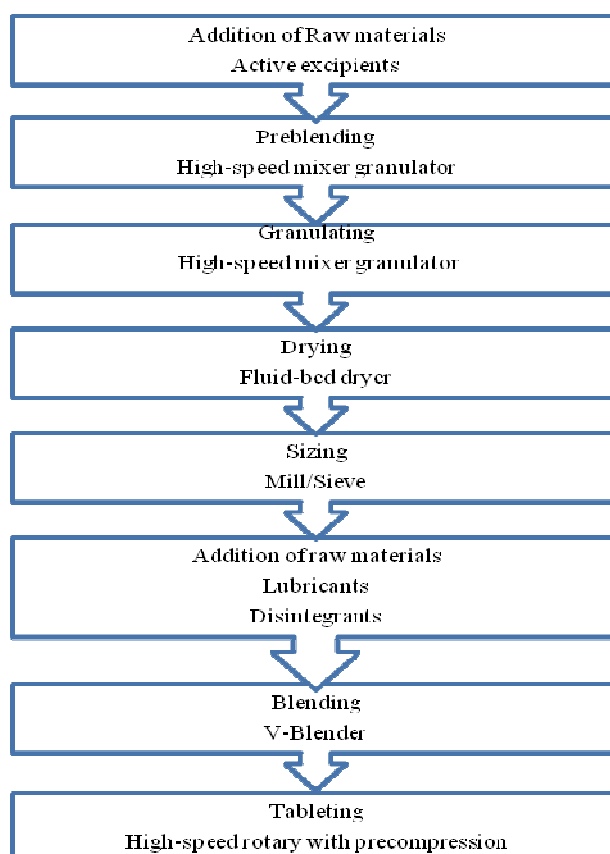 Addition of Raw materials
Active excipients
Preblending
High-speed mixer granulator
Granulating
High-speed mixer granulator
Drying
Fluid-bed dryer
Sizing
Mill/Sieve
Addition of raw materials
Lubricants
Disintegrants
Blending
V-Blender
Tableting
High-speed rotary with precompression